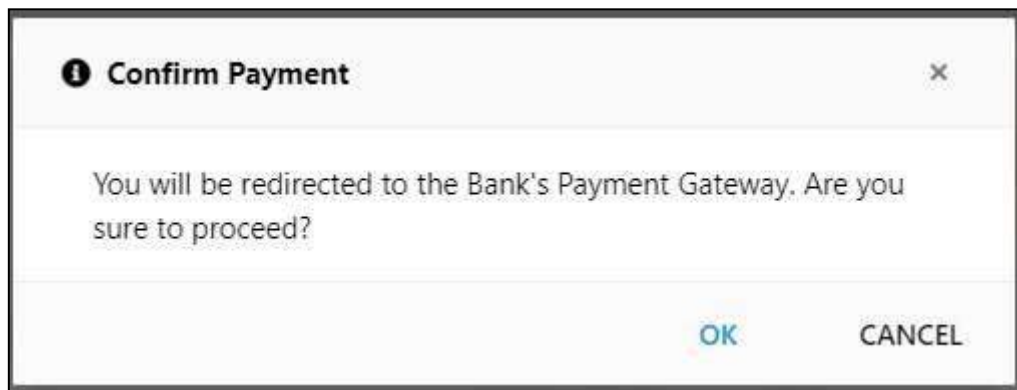 Confirm Payment
You will be redirected to the Bank's Payment Gateway. Are you
sure to proceed?
OK CANCEL